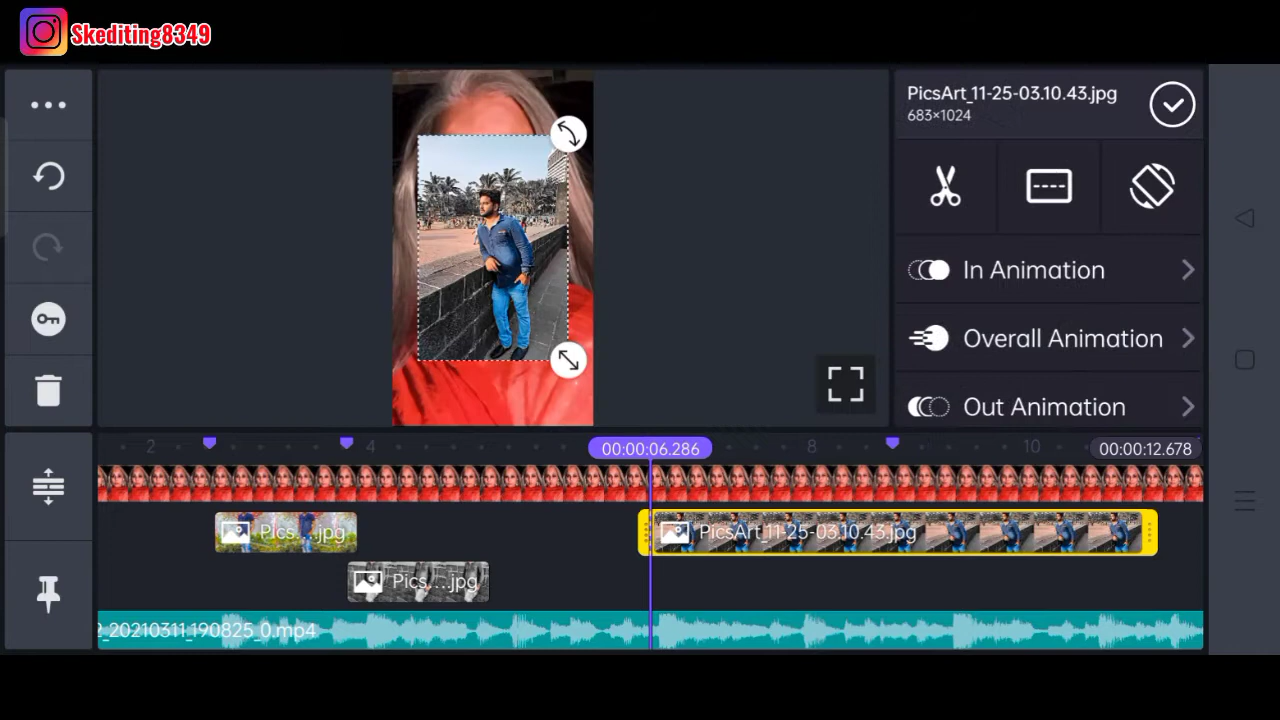 Skediting8349
PicsArt_11-25-03.10.43.jpg
683×1024
In Animation
Overall Animation
Out Animation
2
4
00:00:06.286
8
10
00:00:12.678
Pics....jpg
PicsArt_11-25-03.10.43.jpg
Pics....jpg
2_20210311_190825_0.mp4